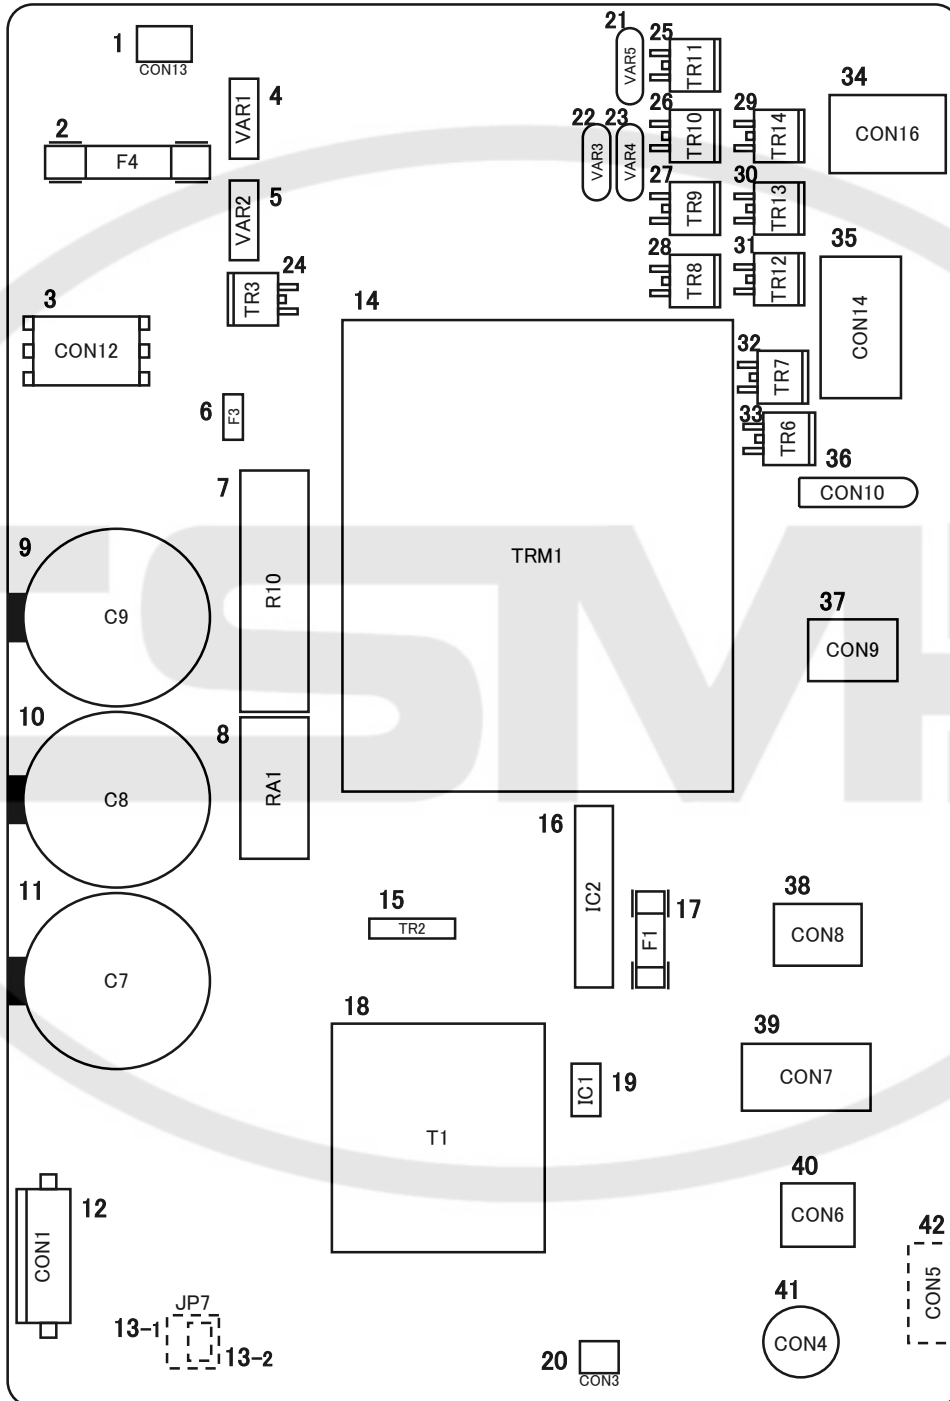 1
CON13
2
F4
4
VAR1
5
VAR2
24
TR3
3
CON12
6
F3
7
R10
8
RA1
9
C9
10
C8
11
C7
12
CON1
JP7
13-1
13-2
14
TRM1
15
TR2
16
IC2
17
F1
18
T1
19
IC1
20
CON3
21
VAR5
22
VAR3
23
VAR4
25
TR11
26
TR10
27
TR9
28
TR8
29
TR14
30
TR13
31
TR12
32
TR7
33
TR6
34
CON16
35
CON14
36
CON10
37
CON9
38
CON8
39
CON7
40
CON6
41
CON4
42
CON5